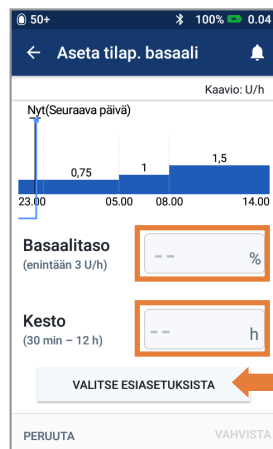 50+ 100% 0.04
Aseta tilap. basaali
Kaavio: U/h
Nyt(Seuraava päivä)
0,75 1 1,5
23.00 05.00 08.00 14.00
Basaalitaso
(enintään 3 U/h)
-- %
Kesto
(30 min – 12 h)
-- h
VALITSE ESIASETUKSISTA
PERUUTA VAHVISTA